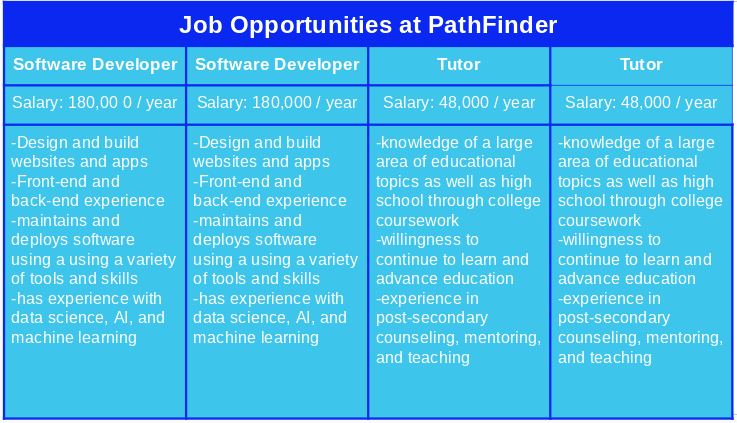 Job Opportunities at PathFinder
Software Developer
Software Developer
Tutor
Tutor
Salary: 180,00 0 / year
Salary: 180,000 / year
Salary: 48,000 / year
Salary: 48,000 / year
-Design and build
websites and apps
-Front-end and
back-end experience
-maintains and
deploys software
using a using a variety
of tools and skills
-has experience with
data science, AI, and
machine learning
-Design and build
websites and apps
-Front-end and
back-end experience
-maintains and
deploys software
using a using a variety
of tools and skills
-has experience with
data science, AI, and
machine learning
-knowledge of a large
area of educational
topics as well as high
school through college
coursework
-willingness to
continue to learn and
advance education
-experience in
post-secondary
counseling, mentoring,
and teaching
-knowledge of a large
area of educational
topics as well as high
school through college
coursework
-willingness to
continue to learn and
advance education
-experience in
post-secondary
counseling, mentoring,
and teaching